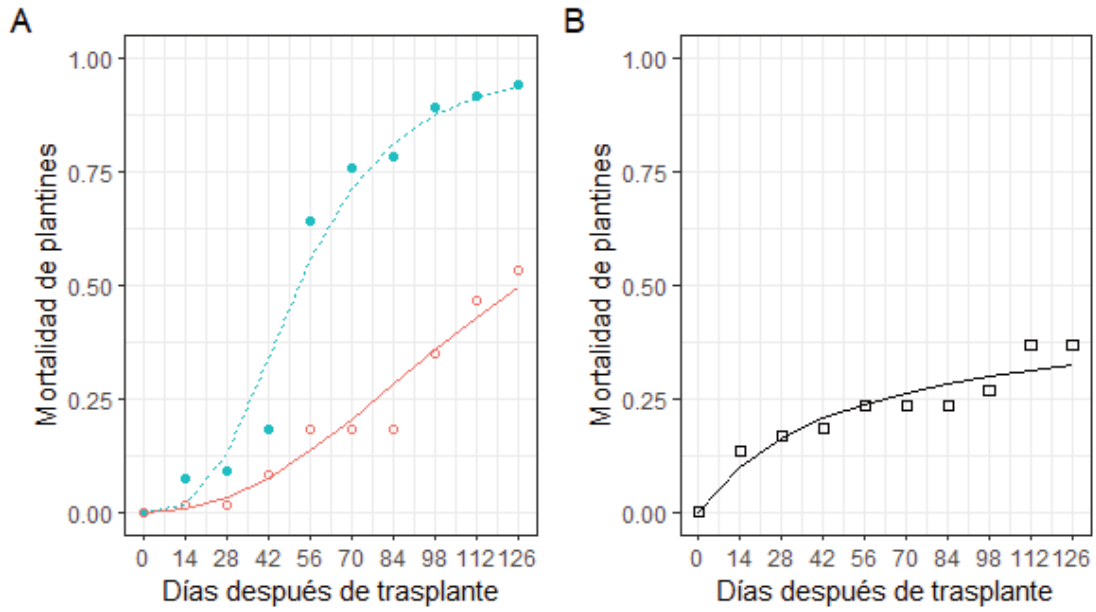 A
Mortalidad de plantines
1.00
0.75
0.50
0.25
0.00
0 14 28 42 56 70 84 98 112 126
Días después de trasplante
B
Mortalidad de plantines
1.00
0.75
0.50
0.25
0.00
0 14 28 42 56 70 84 98 112 126
Días después de trasplante